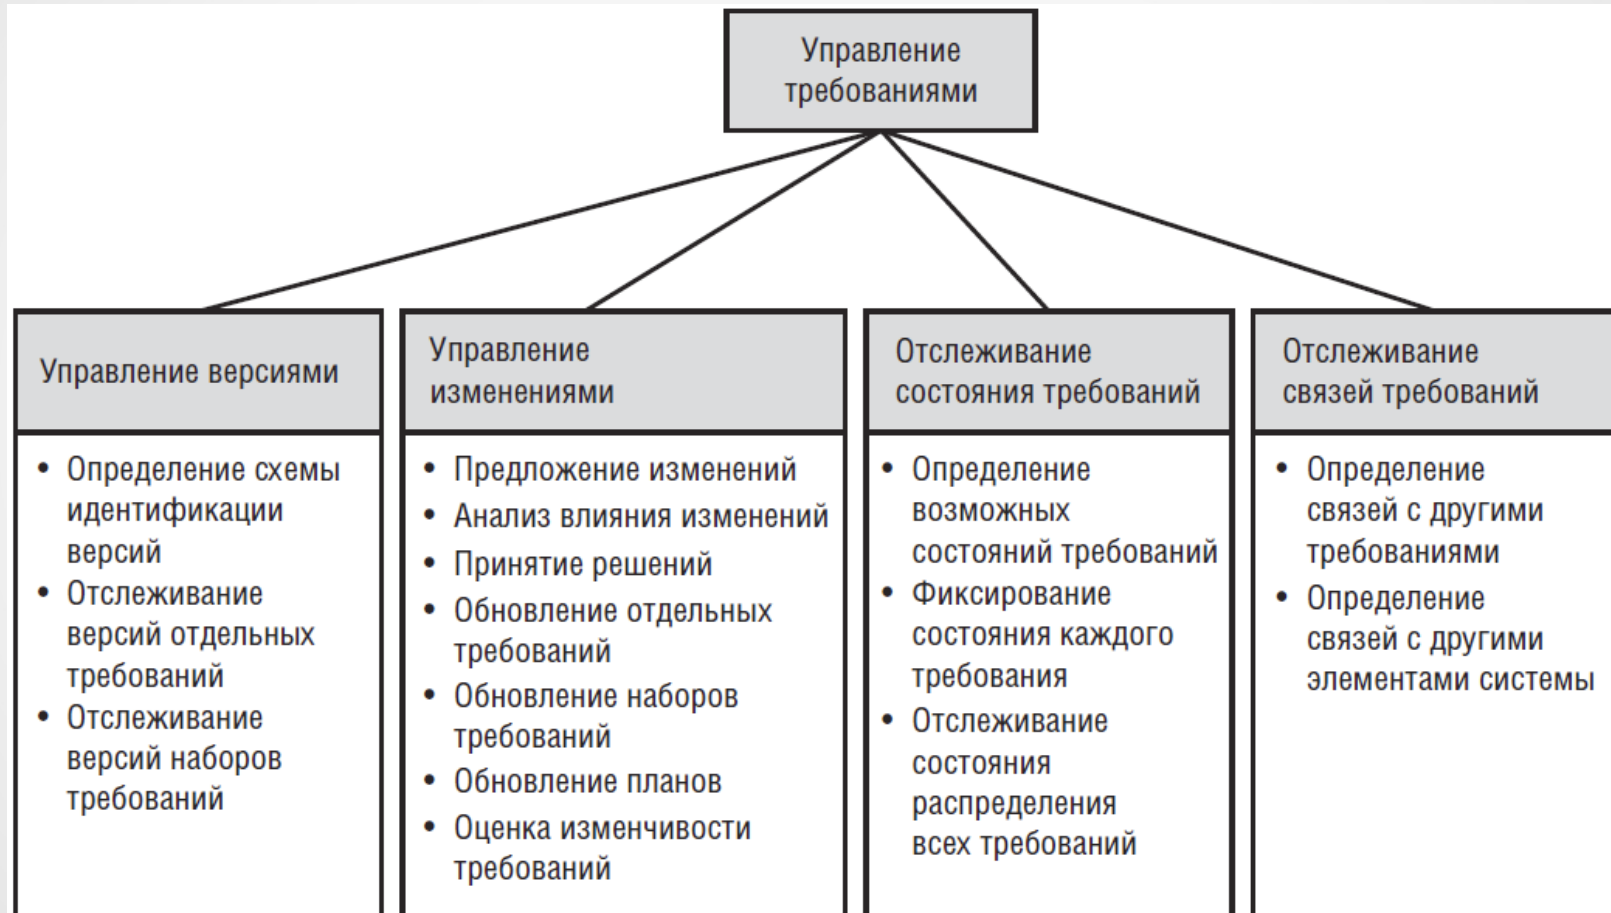 Управление
требованиями
Управление версиями
• Определение схемы
идентификации
версий
• Отслеживание
версий отдельных
требований
• Отслеживание
версий наборов
требований
Управление
изменениями
• Предложение изменений
• Анализ влияния изменений
• Принятие решений
• Обновление отдельных
требований
• Обновление наборов
требований
• Обновление планов
• Оценка изменчивости
требований
Отслеживание
состояния требований
• Определение
возможных
состояний требований
• Фиксирование
состояния каждого
требования
• Отслеживание
состояния
распределения
всех требований
Отслеживание
связей требований
• Определение
связей с другими
требованиями
• Определение
связей с другими
элементами системы